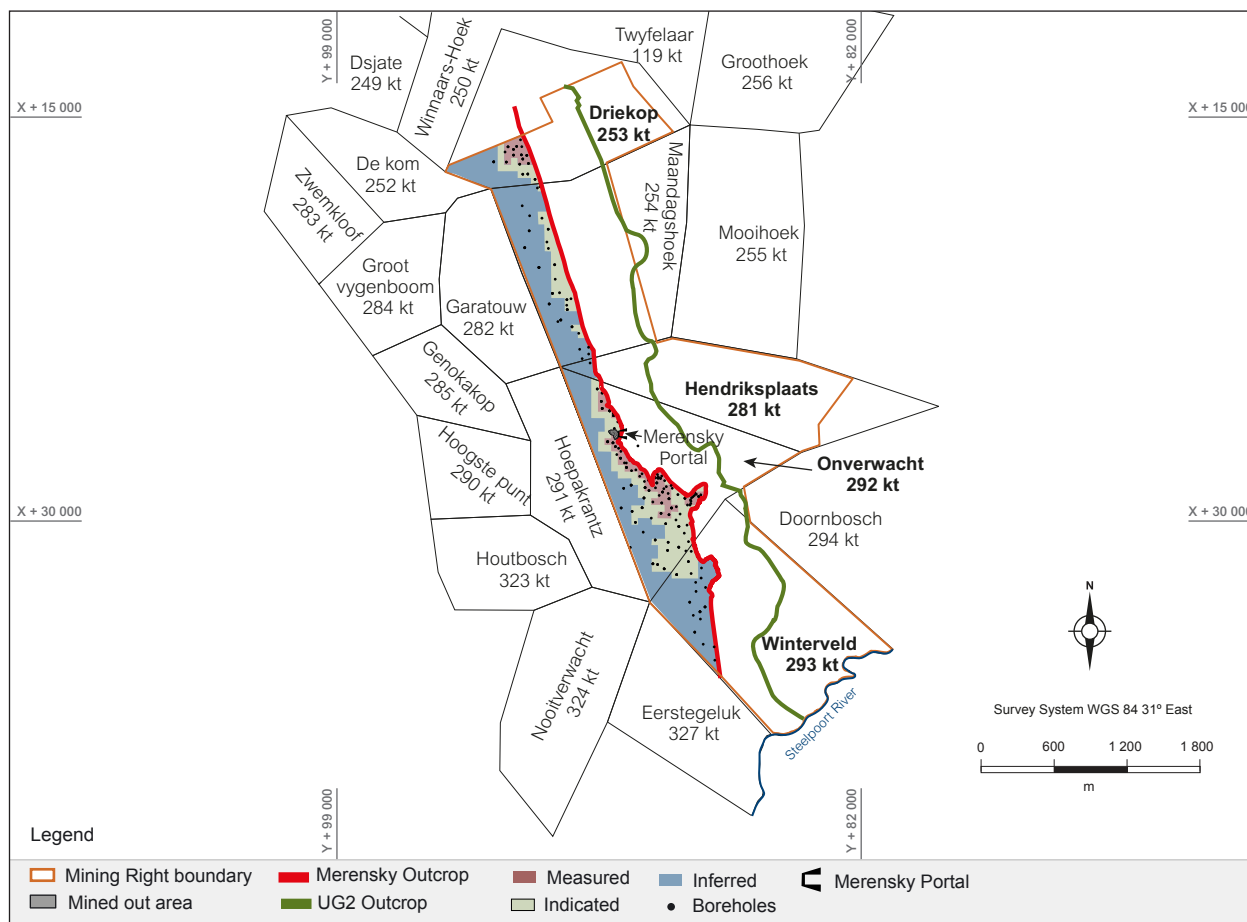 Y + 99 000
Y + 82 000
Twyfelaar
119 kt
Dsjate
249 kt
Winnaars-Hoek
250 kt
Groothoek
256 kt
X + 15 000
X + 15 000
Driekop
253 kt
De kom
252 kt
Maandagshoek
254 kt
Zwemkloof
283 kt
Mooihoek
255 kt
Groot
vygenboom
284 kt
Garatouw
282 kt
Genokakop
285 kt
Hendriksplaats
281 kt
Merensky
Portal
Hoogste punt
290 kt
Hoepakrantz
291 kt
Onverwacht
292 kt
X + 30 000
X + 30 000
Doornbosch
294 kt
Houtbosch
323 kt
N
Winterveld
293 kt
Nooitverwacht
324 kt
Eerstegeluk
327 kt
Steelpoort River
Survey System WGS 84 31º East
0 600 1 200 1 800
m
Y + 99 000
Y + 82 000
Legend
Mining Right boundary
Merensky Outcrop
Measured
Inferred
Merensky Portal
Mined out area
UG2 Outcrop
Indicated
Boreholes